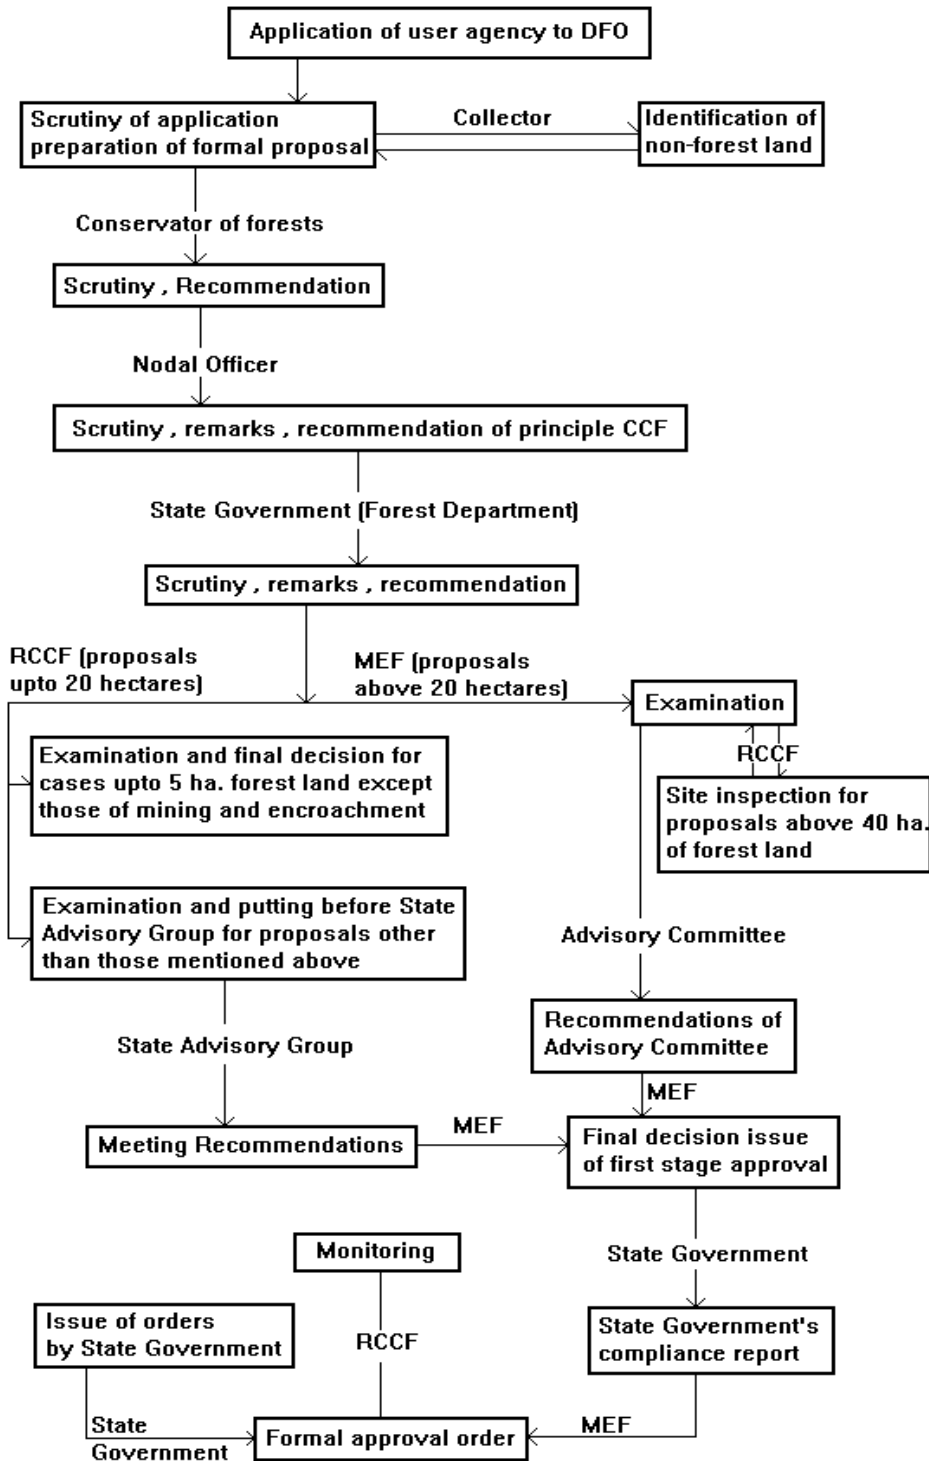 Application of user agency to DFO
Scrutiny of application
preparation of formal proposal
Collector
Identification of
non-forest land
Conservator of forests
Scrutiny , Recommendation
Nodal Officer
Scrutiny , remarks , recommendation of principle CCF
State Government (Forest Department)
Scrutiny , remarks , recommendation
RCCF (proposals
upto 20 hectares)
MEF (proposals
above 20 hectares)
Examination
RCCF
Site inspection for
proposals above 40 ha.
of forest land
Examination and final decision for
cases upto 5 ha. forest land except
those of mining and encroachment
Examination and putting before State
Advisory Group for proposals other
than those mentioned above
Advisory Committee
Recommendations of
Advisory Committee
State Advisory Group
MEF
Meeting Recommendations
MEF
Final decision issue
of first stage approval
State Government
Monitoring
Issue of orders
by State Government
RCCF
State Government's
compliance report
State
Government
Formal approval order
MEF